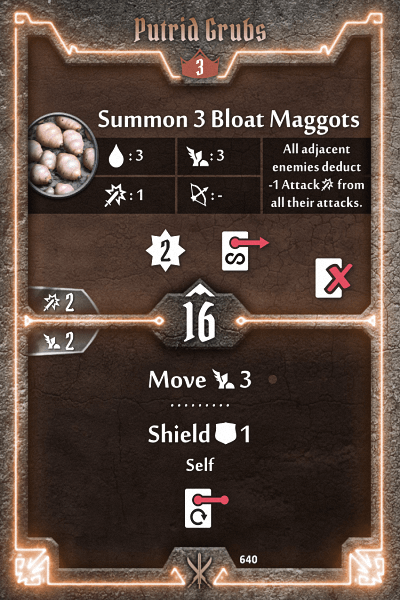 Putrid Grubs
3
Summon 3 Bloat Maggots
: 3
: 3
: 1
: -
All adjacent
enemies deduct
-1 Attack from
all their attacks.
2
S
2
16
2
Move 3
Shield 1
Self
640